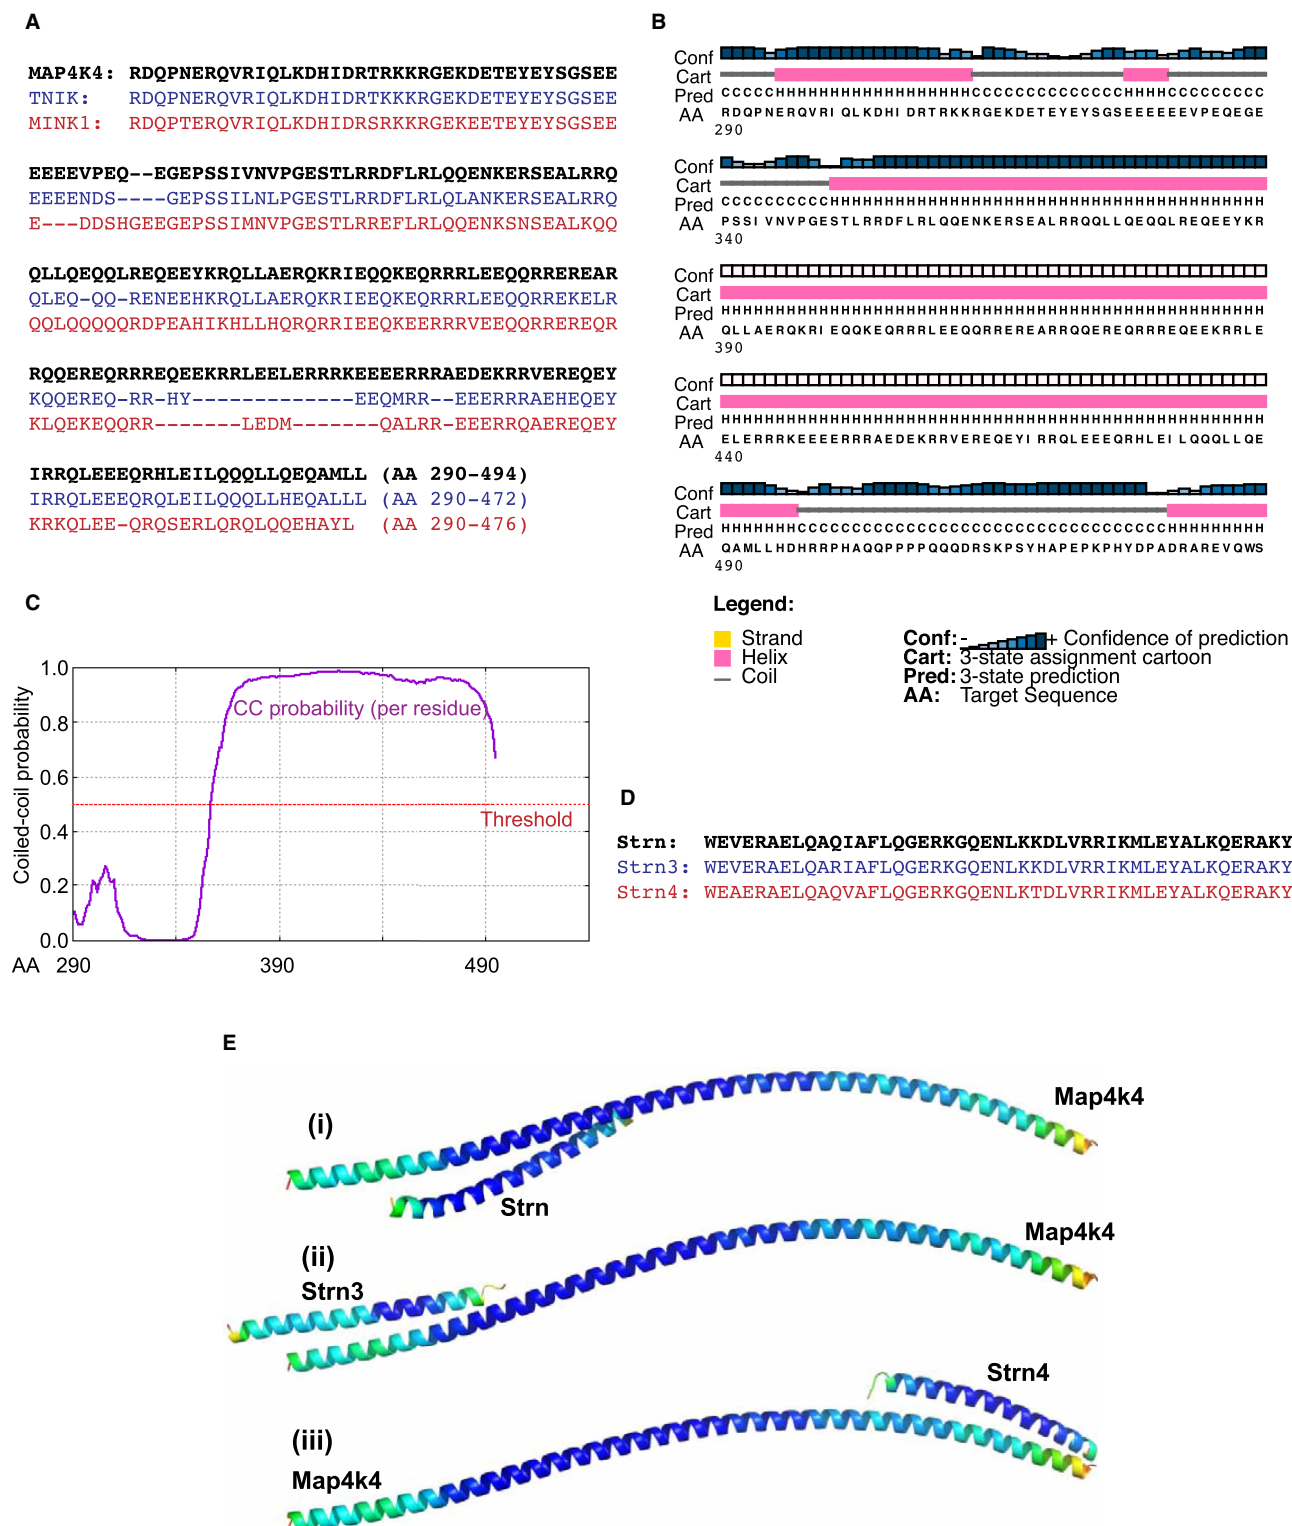 A
MAP4K4: RDQPNERQVRIQLKDHIDRTRKKRGEKDETEYEYSGSEE
TNIK: RDQPNERQVRIQLKDHIDRTKKKRGEKDETEYEYSGSEE
MINK1: RDQPTERQVRIQLKDHIDRSRKKRGEKDETEYEYSGSEE
EEEEVPEQ--EGEPSSIVNVPGESTLRRDFLRLQQENKERSEALRRQ
EEEENDS----GEPSSILNLPGESTLRRDFLRLQLANKERSEALRRQ
E---DDSHGEEGEPSSIMNVPGESTLRREFLRLQQENKSNSEALKQQ
QLLQEQQLREQEEYKRQLLAERQKRIEQQKEQRRRLEEQQRREREAR
QLEQ-QQ-RENEEHKRQLLAERQKRIEEQKEQRRRLEEQQRREKELR
QQLQQQQQRDPEAHIKHLLHQRQRRIEEQKEERRRVEEQQRREREQR
RQQEREQRRREQEEKRRLEELERRRKEEEERRRAEDEKRRVEREQEY
KQQEREQ-RR-HY-------------EEQMRR--EEERRRAEHEQEY
KLQEKEQQRR-------LEDM-------QALRR-EEERRQAEREQEY
IRRQLEEEQRHLEILQQQLLQEQAMLL (AA 290-494)
IRRQLEEEQRQLEILQQQLLHEQALLL (AA 290-472)
KRKQLEE-QRQSERLQRQLQQEHAYL (AA 290-476)
B
Conf
Cart
Pred CCCCCHHHHHHHHHHHHHHHHHHCCCCCCCCCCCCCCHHHHCCCCCCCCC
AA RDQPNERQVRIQLKDHIDRTRKKRGEKDETEYEYSGSEEEEEEVPEQEGE
290
Conf
Cart
Pred CCCCCCCCCCHHHHHHHHHHHHHHHHHHHHHHHHHHHHHHHHHHHHHHHH
AA PSSIVNVPGESTLRRDFLRLQQENKERSEALRRQQLLQEQQLREQEEYKR
340
Conf
Cart
Pred HHHHHHHHHHHHHHHHHHHHHHHHHHHHHHHHHHHHHHHHHHHHHHHHHH
AA QLLAERQKRIEQQKEQRRRLEEQQRREREARRQQEREQRRREQEEKRRLE
390
Conf
Cart
Pred HHHHHHHHHHHHHHHHHHHHHHHHHHHHHHHHHHHHHHHHHHHHHHHHHH
AA ELERRRKEEEERRRAEDEKRRVEREQEYIRRQLEEEQRHLEILQQQLLQE
440
Conf
Cart
Pred HHHHHHHCCCCCCCCCCCCCCCCCCCCCCCCCCCCCCCCCCHHHHHHHHH
AA QAMLLHDHRRPHAQQPPPPQQQDRSKPSYHAPEPKPHYDPADRAREVQWS
490
Legend:
Strand
Helix
Coil
Conf: - + Confidence of prediction
Cart: 3-state assignment cartoon
Pred: 3-state prediction
AA: Target Sequence
C
Coiled-coil probability
1.0
0.8
0.6
0.4
0.2
0.0
CC probability (per residue)
Threshold
AA 290 390 490
D
Strn: WEVERAELQAQIAFLQGERKGQENLKKDLVRRIKMLEYALKQERAKY
Strn3: WEVERAELQARIAFLQGERKGQENLKKDLVRRIKMLEYALKQERAKY
Strn4: WEAERAELQAQVAFLQGERKGQENLKTDLVRRIKMLEYALKQERAKY
E
(i)
Map4k4
Strn
(ii)
Map4k4
Strn3
Strn4
(iii)
Map4k4